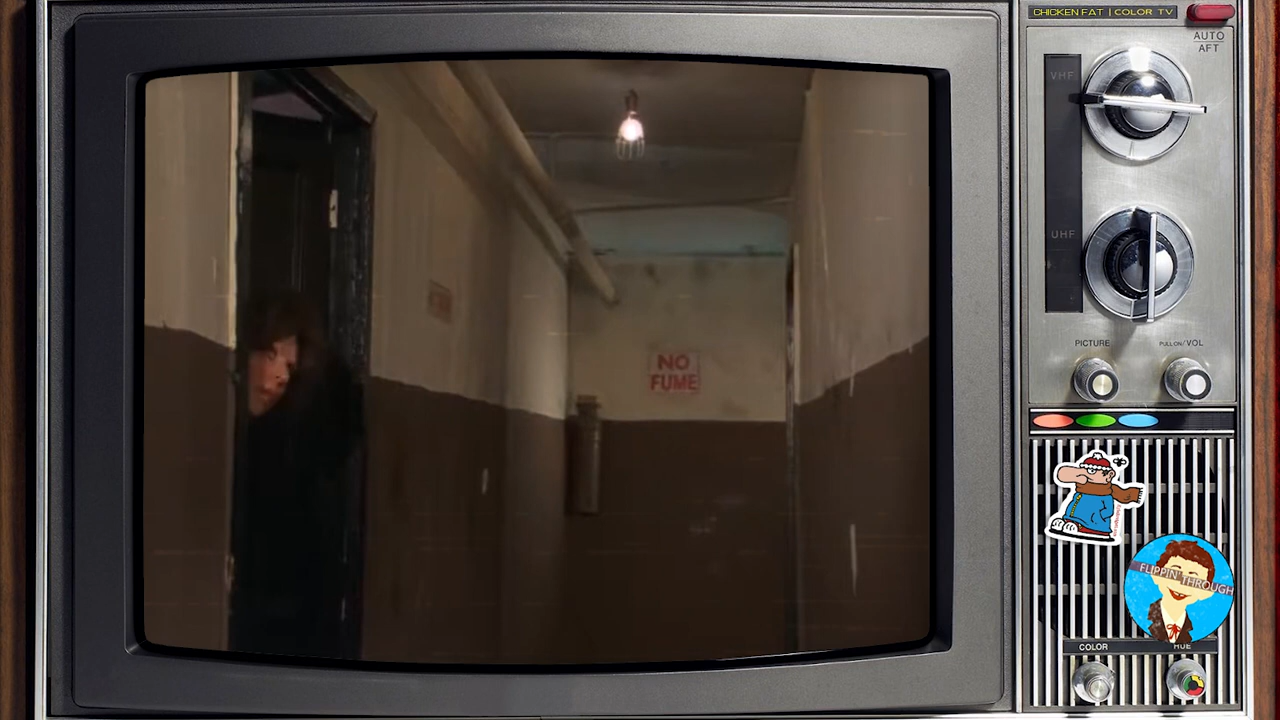 CHICKEN FAT | COLOR TV
AUTO
AFT
VHF
UHF
PICTURE
PULL ON/VOL
NO
FUME
FLIPPIN' THROUGH
COLOR
HUE